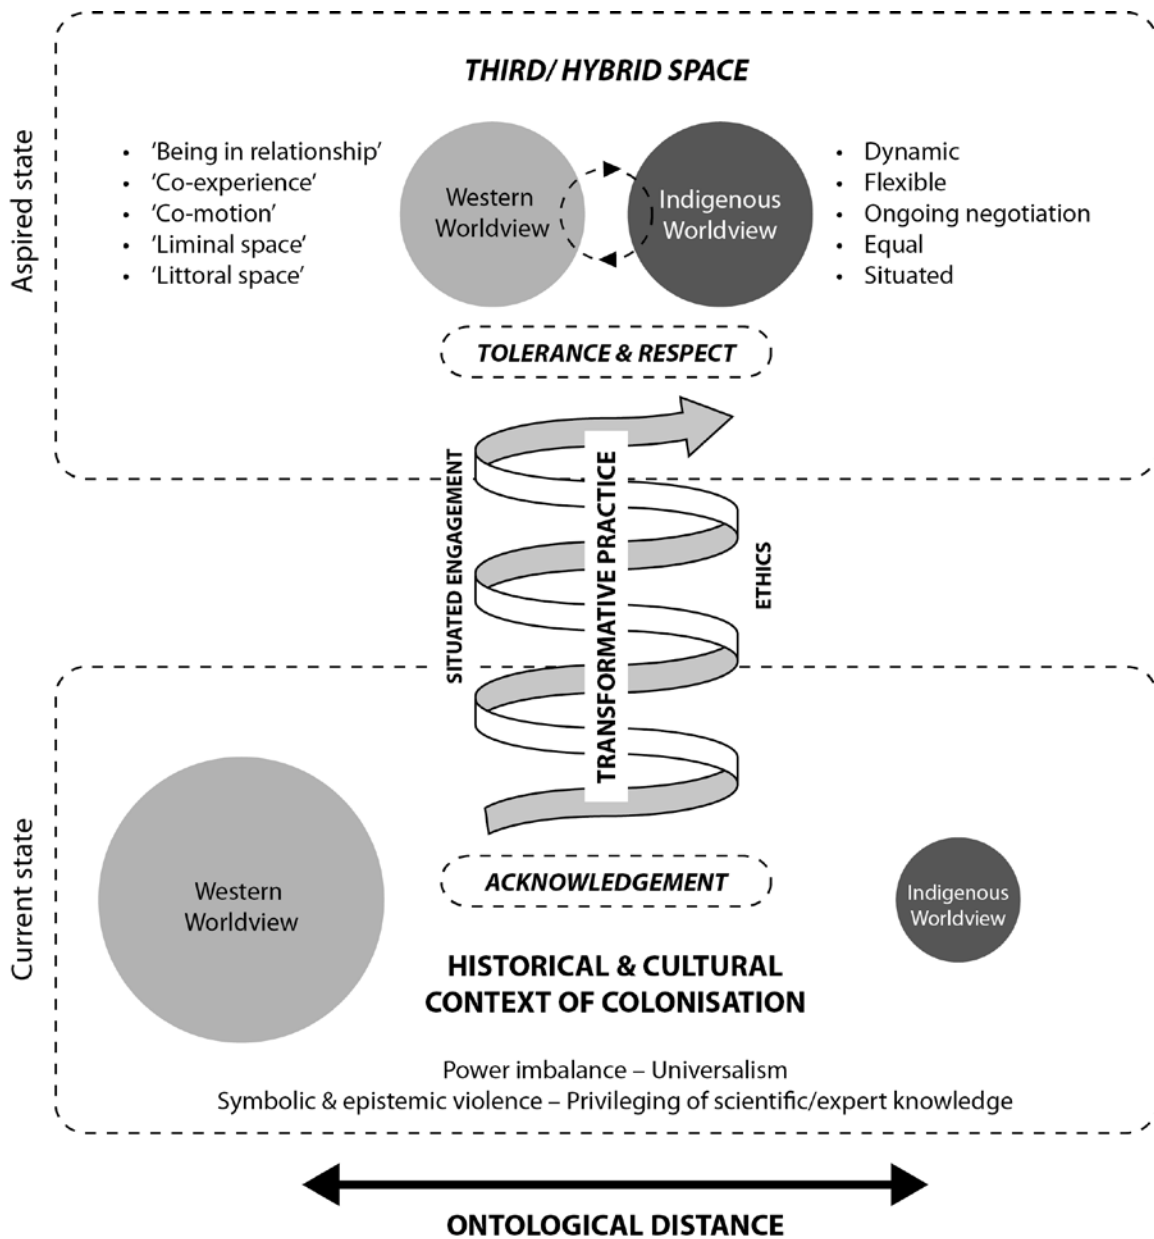 THIRD/ HYBRID SPACE
Aspired state
• 'Being in relationship'
• 'Co-experience'
• 'Co-motion'
• 'Liminal space'
• 'Littoral space'
Western
Worldview
Indigenous
Worldview
• Dynamic
• Flexible
• Ongoing negotiation
• Equal
• Situated
TOLERANCE & RESPECT
SITUATED ENGAGEMENT
TRANSFORMATIVE PRACTICE
ETHICS
Current state
Western
Worldview
ACKNOWLEDGEMENT
Indigenous
Worldview
HISTORICAL & CULTURAL
CONTEXT OF COLONISATION
Power imbalance – Universalism
Symbolic & epistemic violence – Privileging of scientific/expert knowledge
ONTOLOGICAL DISTANCE